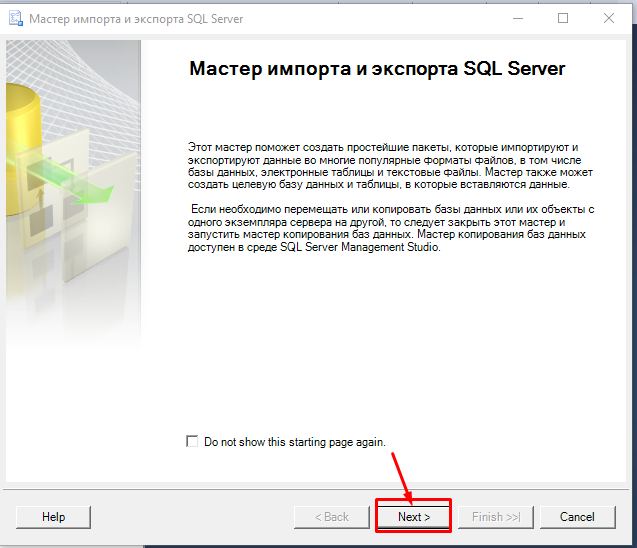 Мастер импорта и экспорта SQL Server
Мастер импорта и экспорта SQL Server
Этот мастер поможет создать простейшие пакеты, которые импортируют и
экспортируют данные во многие популярные форматы файлов, в том числе
базы данных, электронные таблицы и текстовые файлы. Мастер также может
создать целевую базу данных и таблицы, в которые вставляются данные.
Если необходимо перемещать или копировать базы данных или их объекты с
одного экземпляра сервера на другой, то следует закрыть этот мастер и
запустить мастер копирования баз данных. Мастер копирования баз данных
доступен в среде SQL Server Management Studio.
Do not show this starting page again.
Help
< Back
Next >
Finish >>|
Cancel